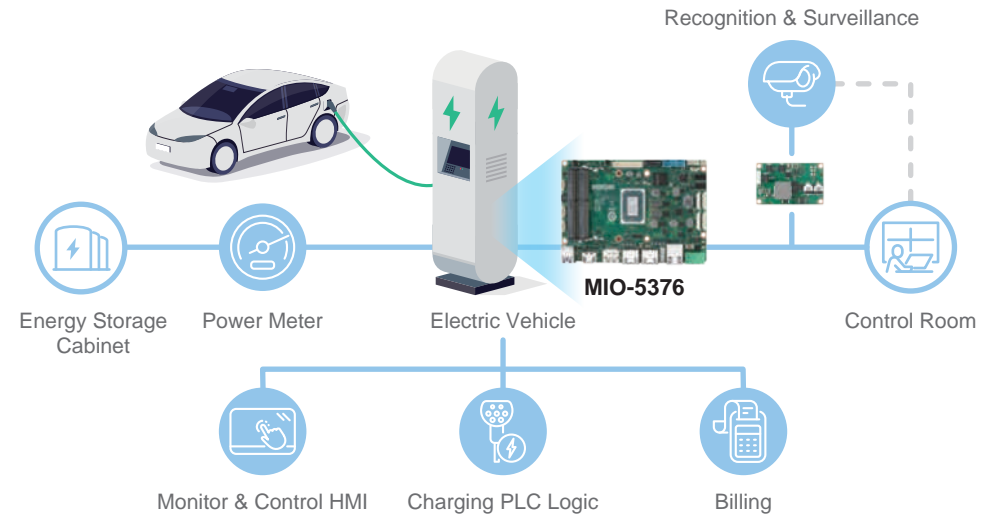 Recognition & Surveillance
MIO-5376
Energy Storage
Cabinet
Power Meter
Electric Vehicle
Control Room
Monitor & Control HMI
Charging PLC Logic
Billing